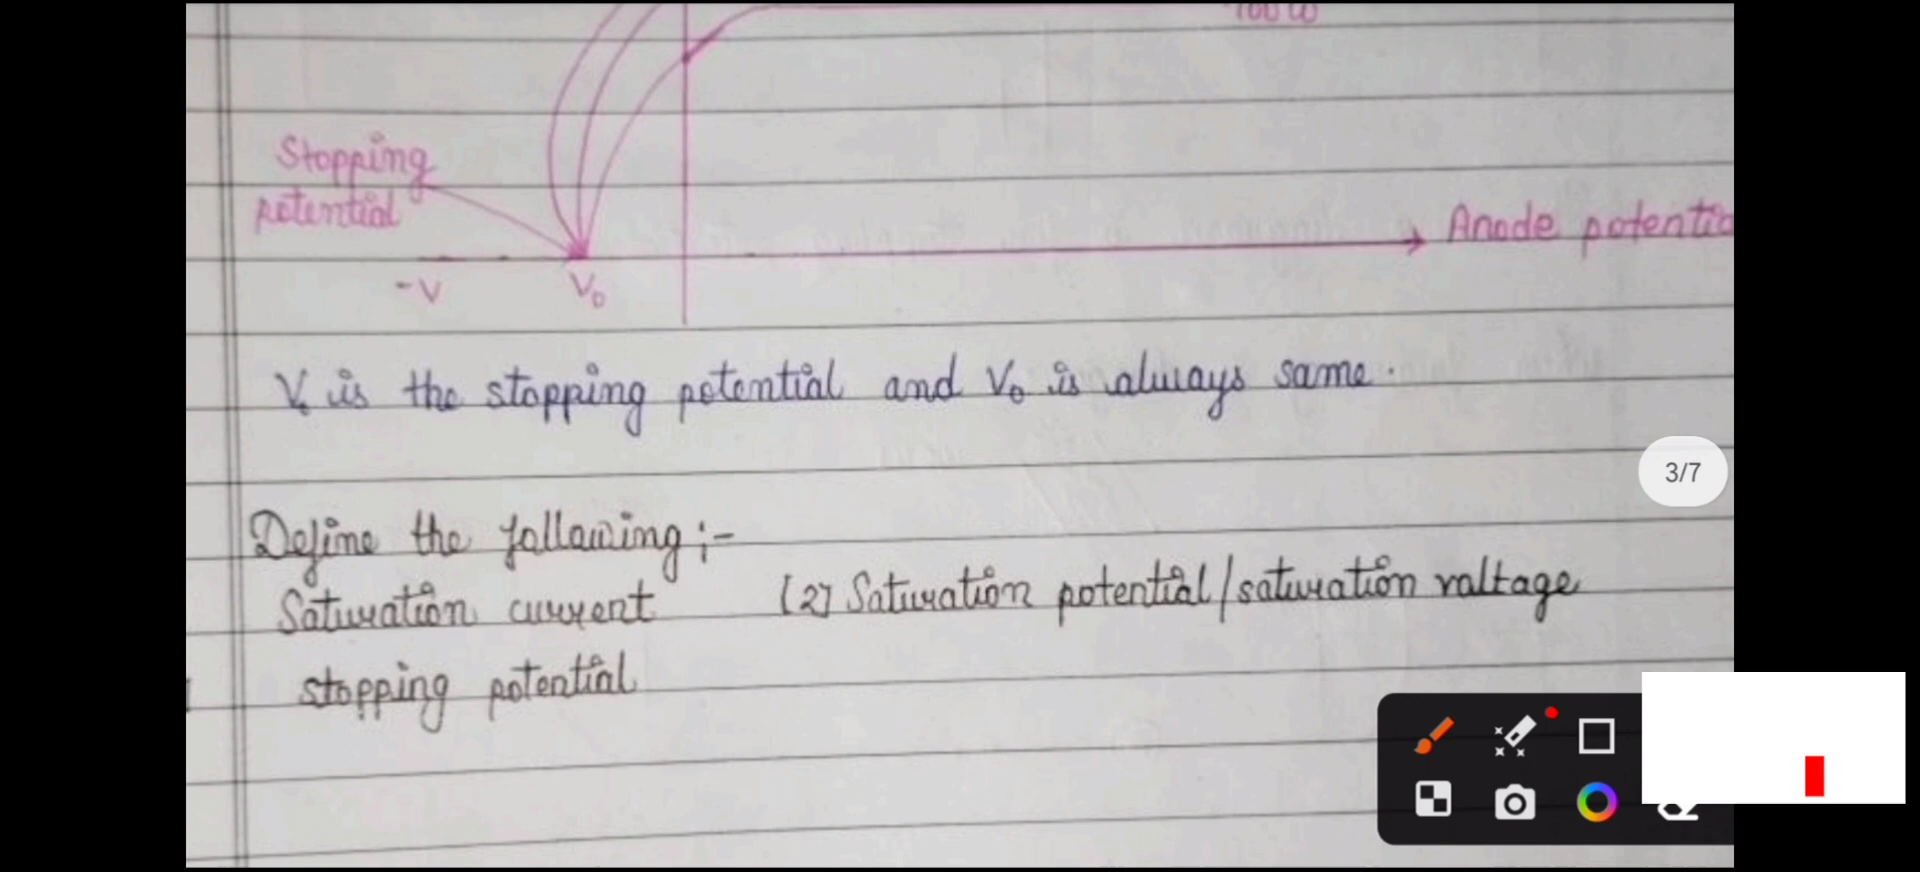 100 W
Stopping
potential
Anode potentia
-V
V₀
V₀ is the stopping potential and V₀ is always same.
3/7
Define the following ;-
Saturation current (2) Saturation potential/saturation voltage
stopping potential